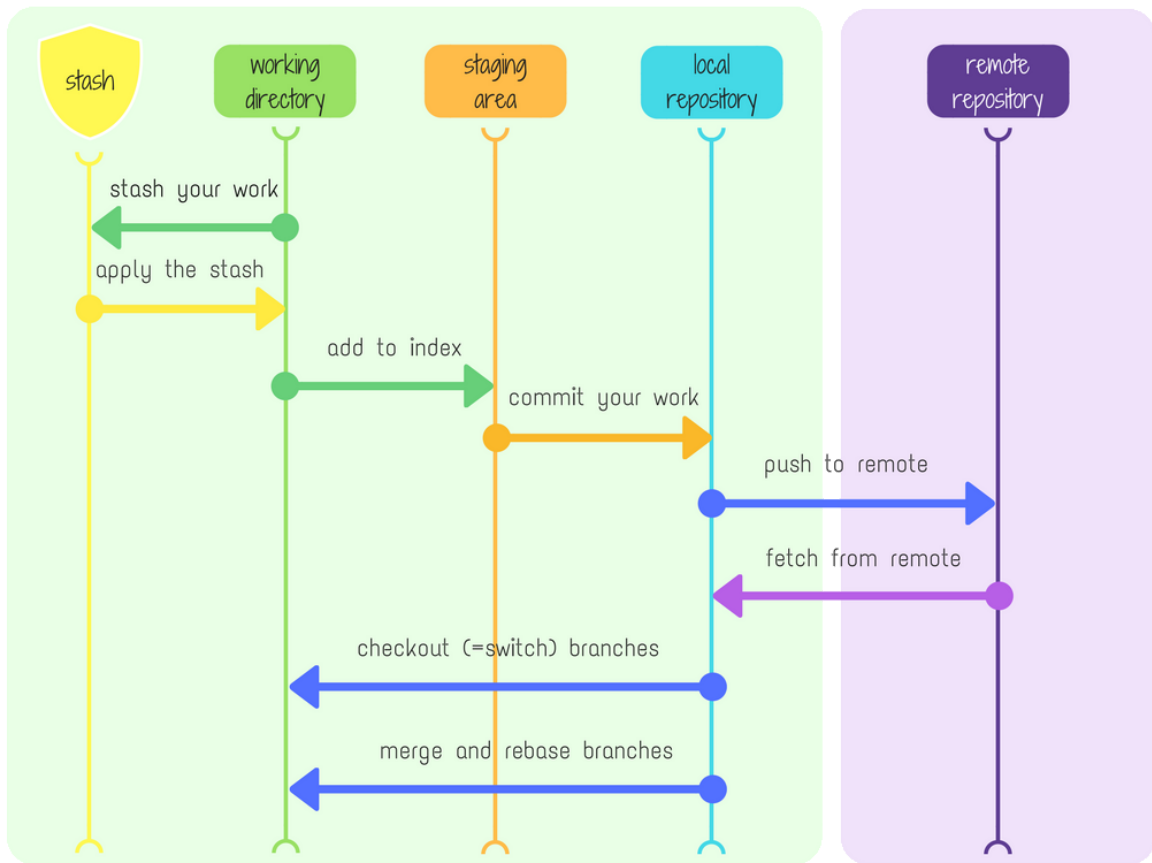 stash
working
directory
staging
area
local
repository
remote
repository
stash your work
apply the stash
add to index
commit your work
push to remote
fetch from remote
checkout (=switch) branches
merge and rebase branches